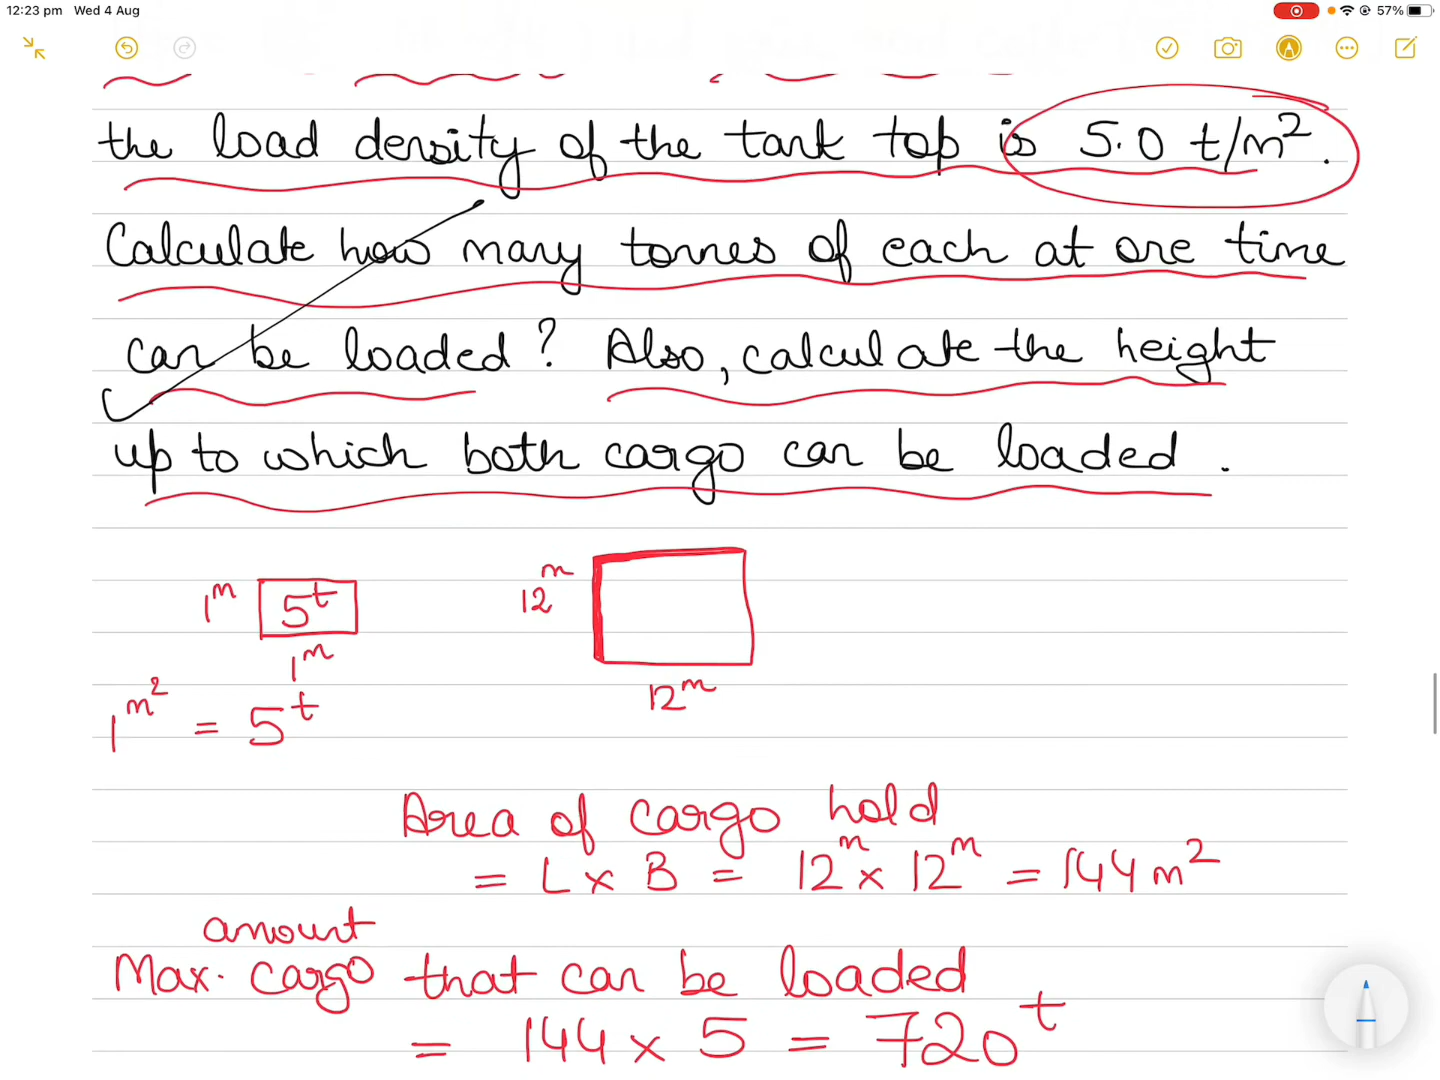 12:23 pm Wed 4 Aug
57%
the load density of the tank top is 5.0 t/m².
Calculate how many tonnes of each at one time
can be loaded? Also, calculate the height
up to which both cargo can be loaded.
1ᵐ 5ᵗ
1ᵐ
12ᵐ
12ᵐ
1ᵐ² = 5ᵗ
Area of cargo hold
= L x B = 12ᵐ x 12ᵐ = 144 m²
amount
Max. cargo that can be loaded
= 144 x 5 = 720ᵗ